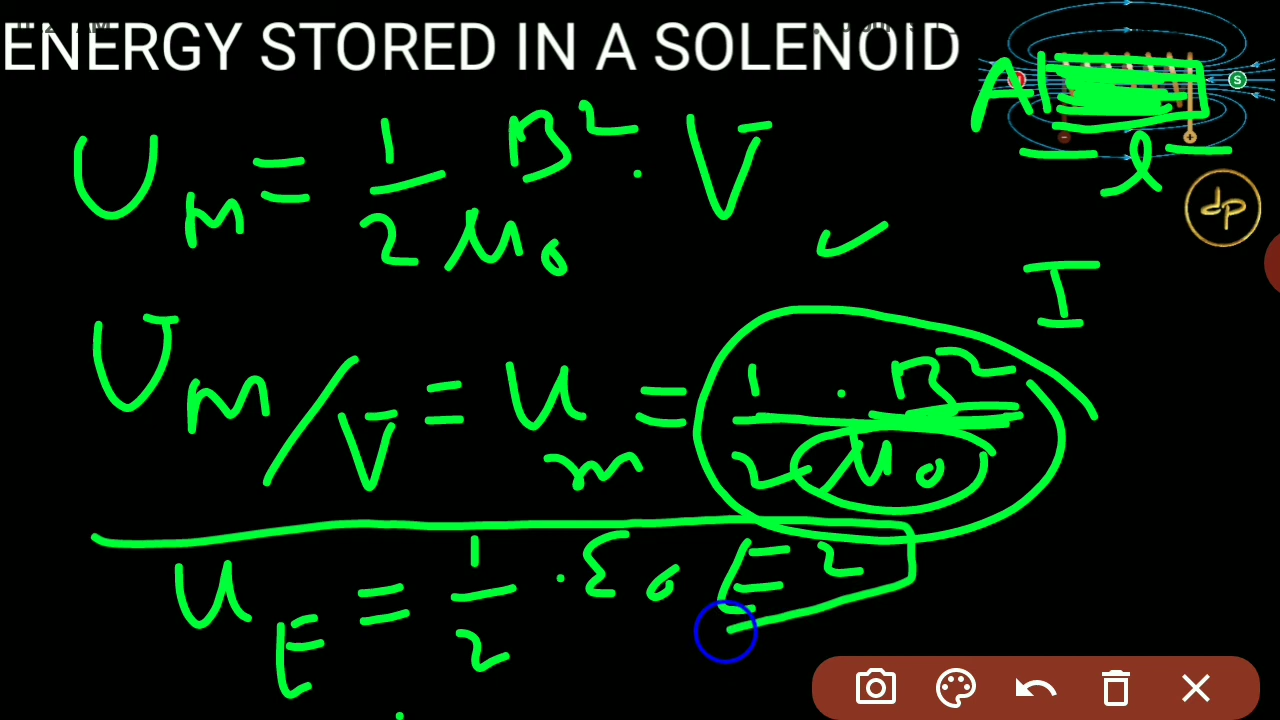 ENERGY STORED IN A SOLENOID
A l
S
- +
dp
U_M = 1/2μ₀ B² . V
I
U_M/V = u_m = 1/2 . B²/μ₀
u_E = 1/2 . ε₀ E²